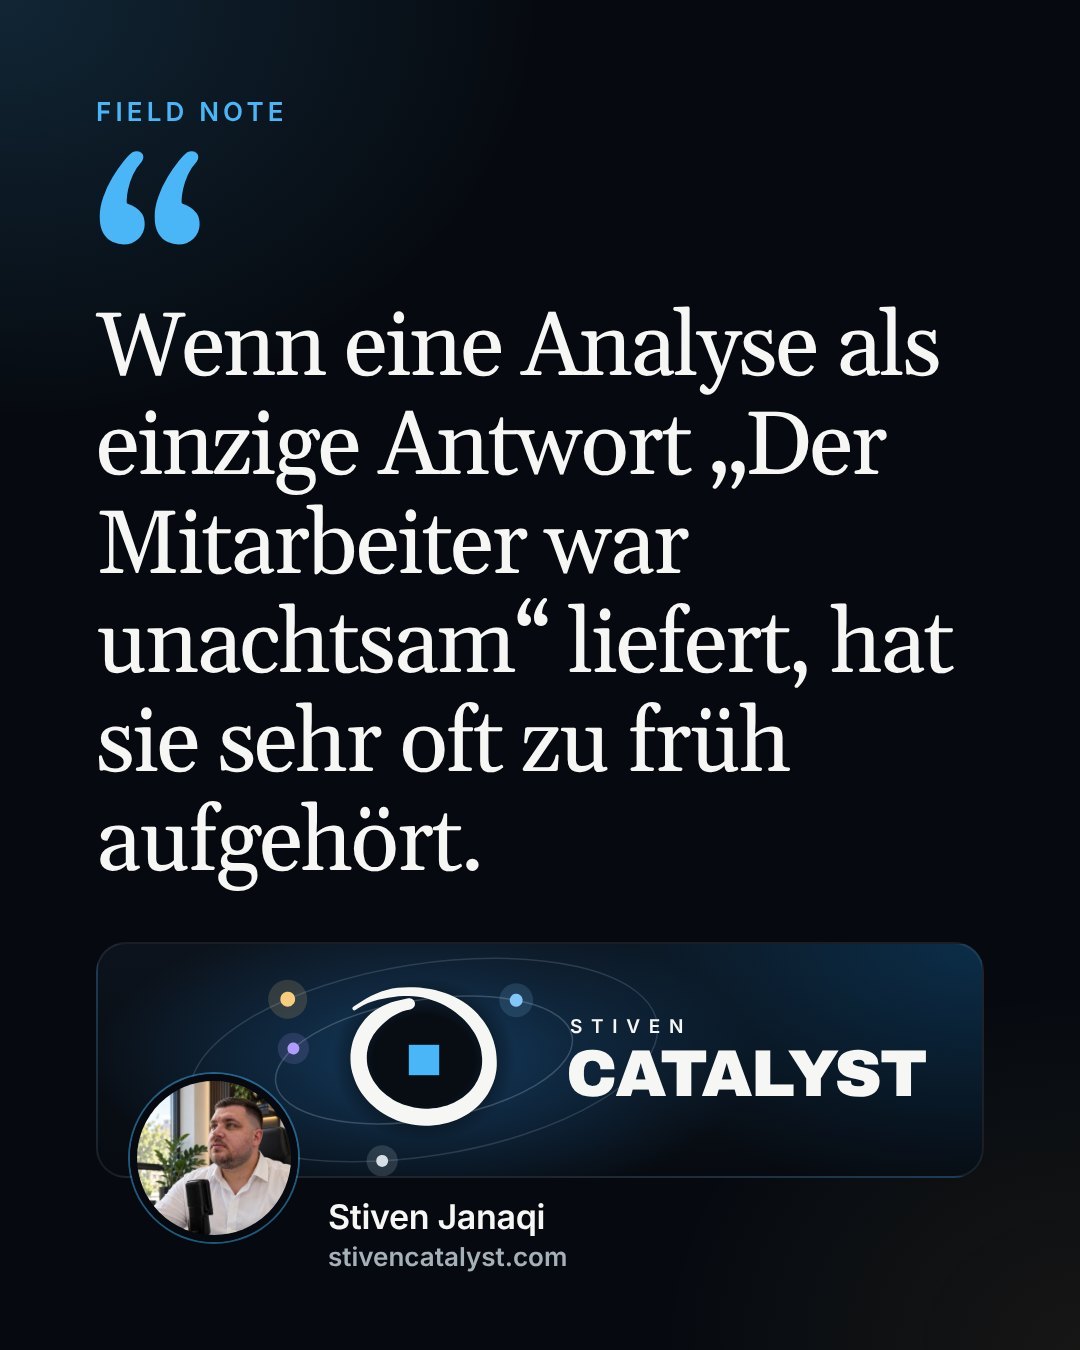 FIELD NOTE
“
Wenn eine Analyse als
einzige Antwort „Der
Mitarbeiter war
unachtsam“ liefert, hat
sie sehr oft zu früh
aufgehört.
STIVEN
CATALYST
Stiven Janaqi
stivencatalyst.com